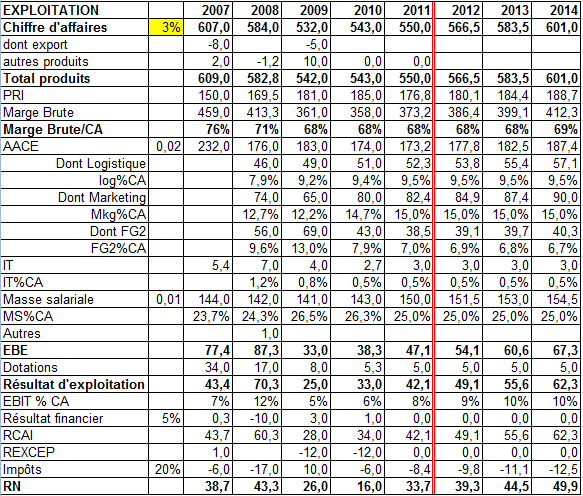 EXPLOITATION 2007 2008 2009 2010 2011 2012 2013 2014
Chiffre d'affaires 3% 607,0 584,0 532,0 543,0 550,0 566,5 583,5 601,0
dont export -8,0 -5,0
autres produits 2,0 -1,2 10,0 0,0 0,0
Total produits 609,0 582,8 542,0 543,0 550,0 566,5 583,5 601,0
PRI 150,0 169,5 181,0 185,0 176,8 180,1 184,4 188,7
Marge Brute 459,0 413,3 361,0 358,0 373,2 386,4 399,1 412,3
Marge Brute/CA 76% 71% 68% 68% 68% 68% 68% 69%
AACE 0,02 232,0 176,0 183,0 174,0 173,2 177,8 182,5 187,4
Dont Logistique 46,0 49,0 51,0 52,3 53,8 55,4 57,1
log%CA 7,9% 9,2% 9,4% 9,5% 9,5% 9,5% 9,5%
Dont Marketing 74,0 65,0 80,0 82,4 84,9 87,4 90,0
Mkg%CA 12,7% 12,2% 14,7% 15,0% 15,0% 15,0% 15,0%
Dont FG2 56,0 69,0 43,0 38,5 39,1 39,7 40,3
FG2%CA 9,6% 13,0% 7,9% 7,0% 6,9% 6,8% 6,7%
IT 5,4 7,0 4,0 2,7 3,0 3,0 3,0 3,0
IT%CA 1,2% 0,8% 0,5% 0,5% 0,5% 0,5% 0,5%
Masse salariale 0,01 144,0 142,0 141,0 143,0 150,0 151,5 153,0 154,5
MS%CA 23,7% 24,3% 26,5% 26,3% 25,0% 25,0% 25,0% 25,0%
Autres 1,0
EBE 77,4 87,3 33,0 38,3 47,1 54,1 60,6 67,3
Dotations 34,0 17,0 8,0 5,3 5,0 5,0 5,0 5,0
Résultat d'exploitation 43,4 70,3 25,0 33,0 42,1 49,1 55,6 62,3
EBIT % CA 7% 12% 5% 6% 8% 9% 10% 10%
Résultat financier 5% 0,3 -10,0 3,0 1,0 0,0 0,0 0,0 0,0
RCAI 43,7 60,3 28,0 34,0 42,1 49,1 55,6 62,3
REXCEP 1,0 -12,0 -12,0 0,0 0,0 0,0 0,0
Impôts 20% -6,0 -17,0 10,0 -6,0 -8,4 -9,8 -11,1 -12,5
RN 38,7 43,3 26,0 16,0 33,7 39,3 44,5 49,9